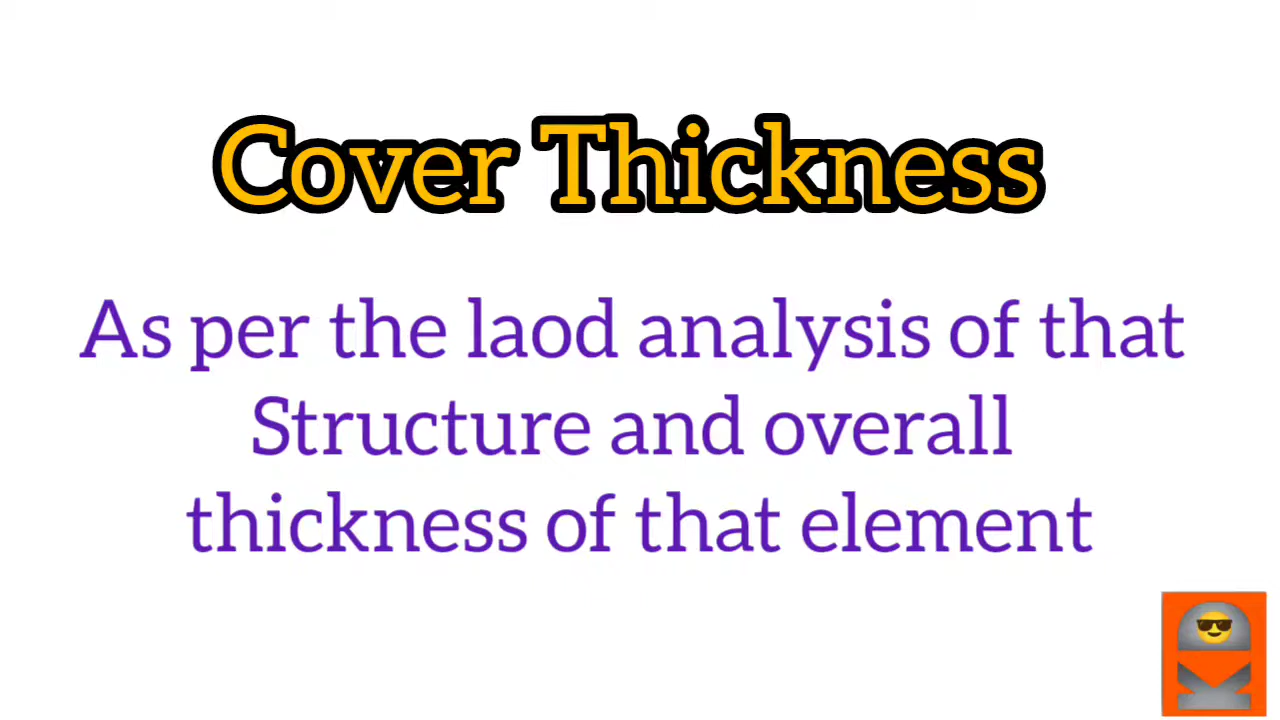 Cover Thickness
As per the laod analysis of that
Structure and overall
thickness of that element